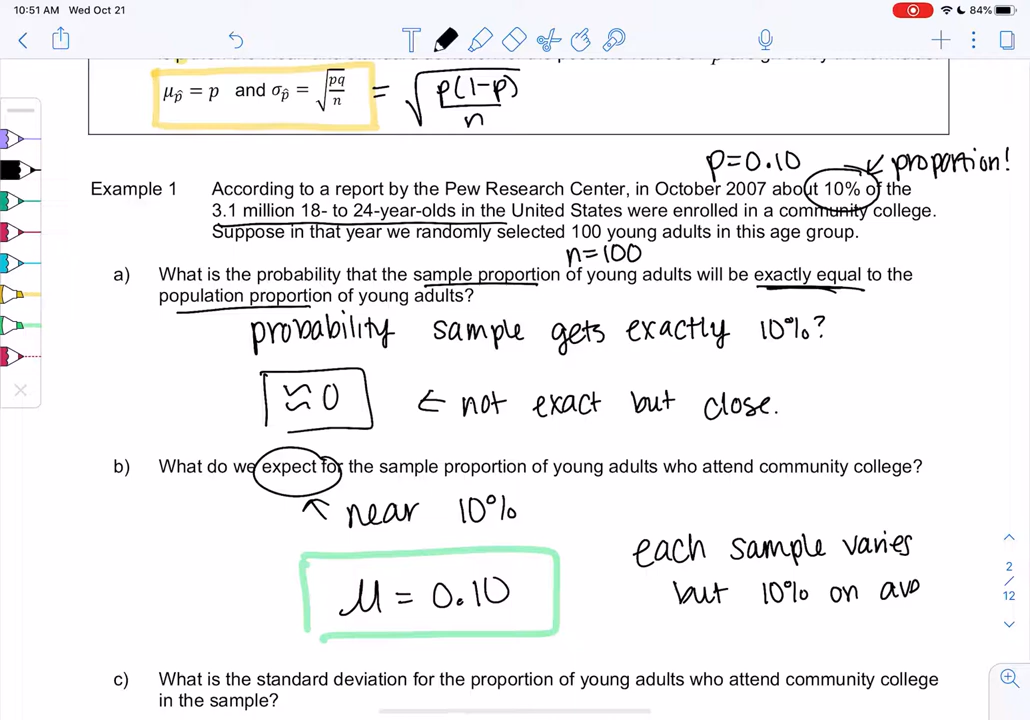 10:51 AM Wed Oct 21
84%
T
μp̂ = p and σp̂ = √(pq/n) = √(p(1-p)/n)
p=0.10
proportion!
Example 1 According to a report by the Pew Research Center, in October 2007 about 10% of the
3.1 million 18- to 24-year-olds in the United States were enrolled in a community college.
Suppose in that year we randomly selected 100 young adults in this age group.
n=100
a) What is the probability that the sample proportion of young adults will be exactly equal to the
population proportion of young adults?
probability sample gets exactly 10%?
≈ 0 ← not exact but close.
b) What do we expect for the sample proportion of young adults who attend community college?
↑ near 10%
μ = 0.10
each sample varies
but 10% on
2
/
12
c) What is the standard deviation for the proportion of young adults who attend community college
in the sample?